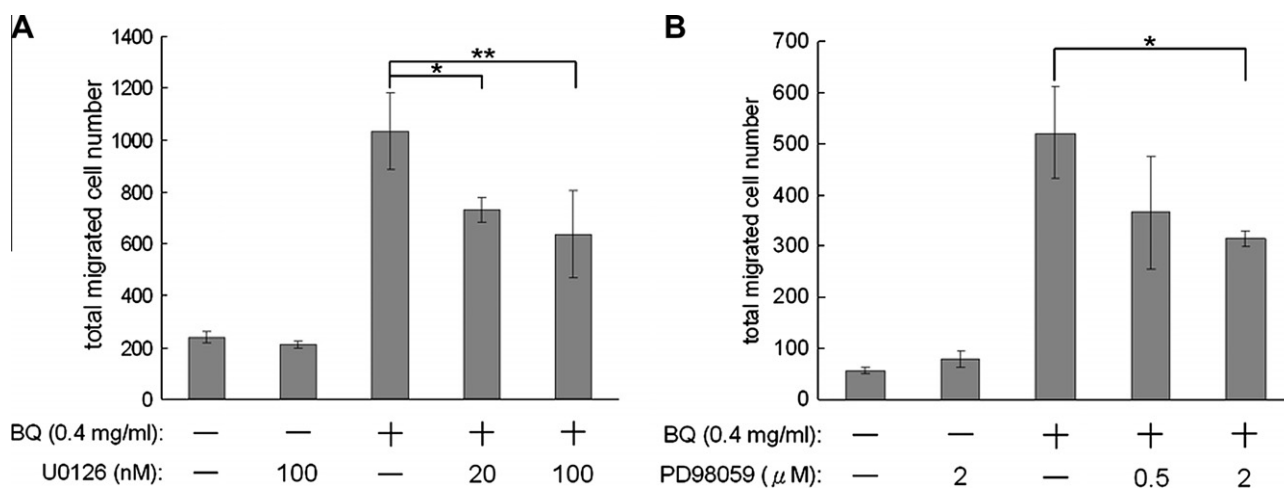 A
total migrated cell number
1400
1200
1000
800
600
400
200
0
*
**
BQ (0.4 mg/ml): — — + + +
U0126 (nM): — 100 — 20 100
B
total migrated cell number
700
600
500
400
300
200
100
0
*
BQ (0.4 mg/ml): — — + + +
PD98059 (μM): — 2 — 0.5 2